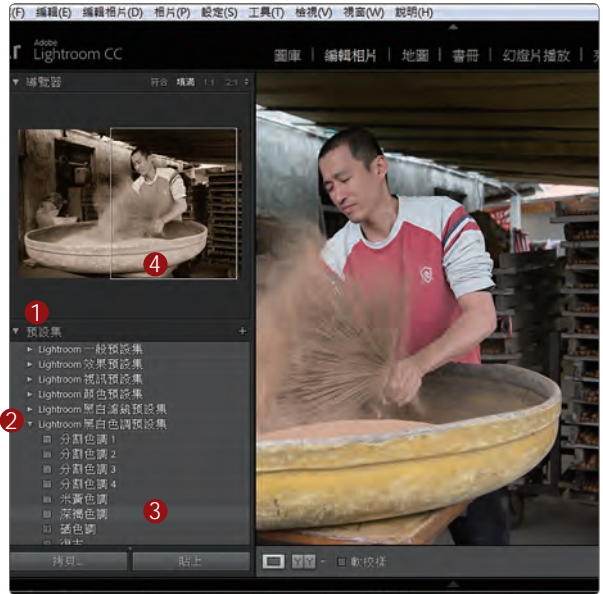 (F) 編輯(E) 編輯相片(D) 相片(P) 設定(S) 工具(T) 檢視(V) 視窗(W) 說明(H)
Adobe
r Lightroom CC
圖庫 | 編輯相片 | 地圖 | 書冊 | 幻燈片播放 |
導覽器 符合 填滿 1:1 2:1
4
1
預設集 +
Lightroom 一般預設集
Lightroom 效果預設集
Lightroom 視訊預設集
Lightroom 顏色預設集
Lightroom 黑白濾鏡預設集
2 Lightroom 黑白色調預設集
分割色調 1
分割色調 2
分割色調 3
分割色調 4
米黃色調
深褐色調 3
硒色調
復古
拷貝... 貼上 YY 軟校樣